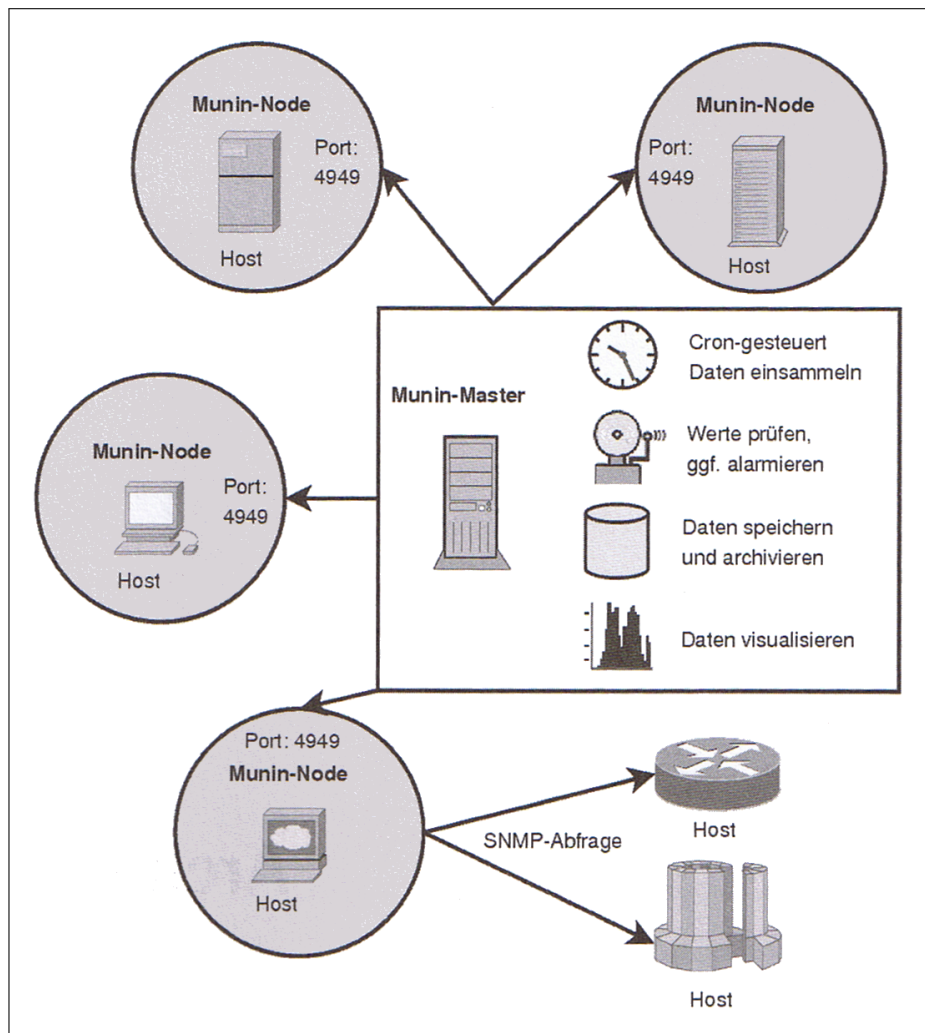 Munin-Node
Port:
4949
Host
Munin-Node
Port:
4949
Host
Munin-Master
Cron-gesteuert
Daten einsammeln
Werte prüfen,
ggf. alarmieren
Daten speichern
und archivieren
Daten visualisieren
Munin-Node
Port:
4949
Host
Port: 4949
Munin-Node
Host
SNMP-Abfrage
Host
Host